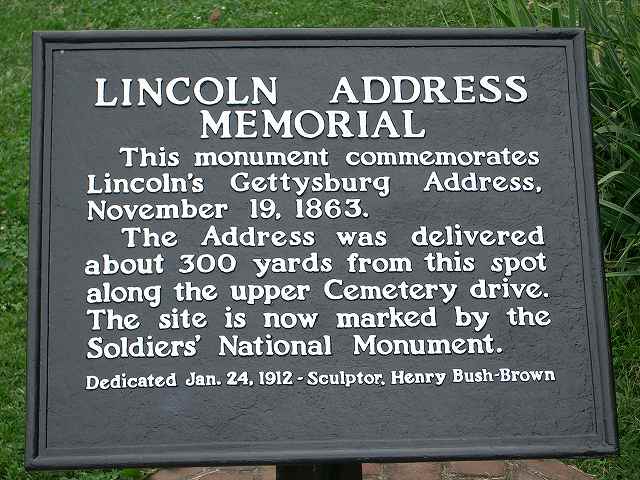 LINCOLN ADDRESS
MEMORIAL
This monument commemorates
Lincoln's Gettysburg Address,
November 19, 1863.
The Address was delivered
about 300 yards from this spot
along the upper Cemetery drive.
The site is now marked by the
Soldiers' National Monument.
Dedicated Jan. 24, 1912 - Sculptor, Henry Bush-Brown